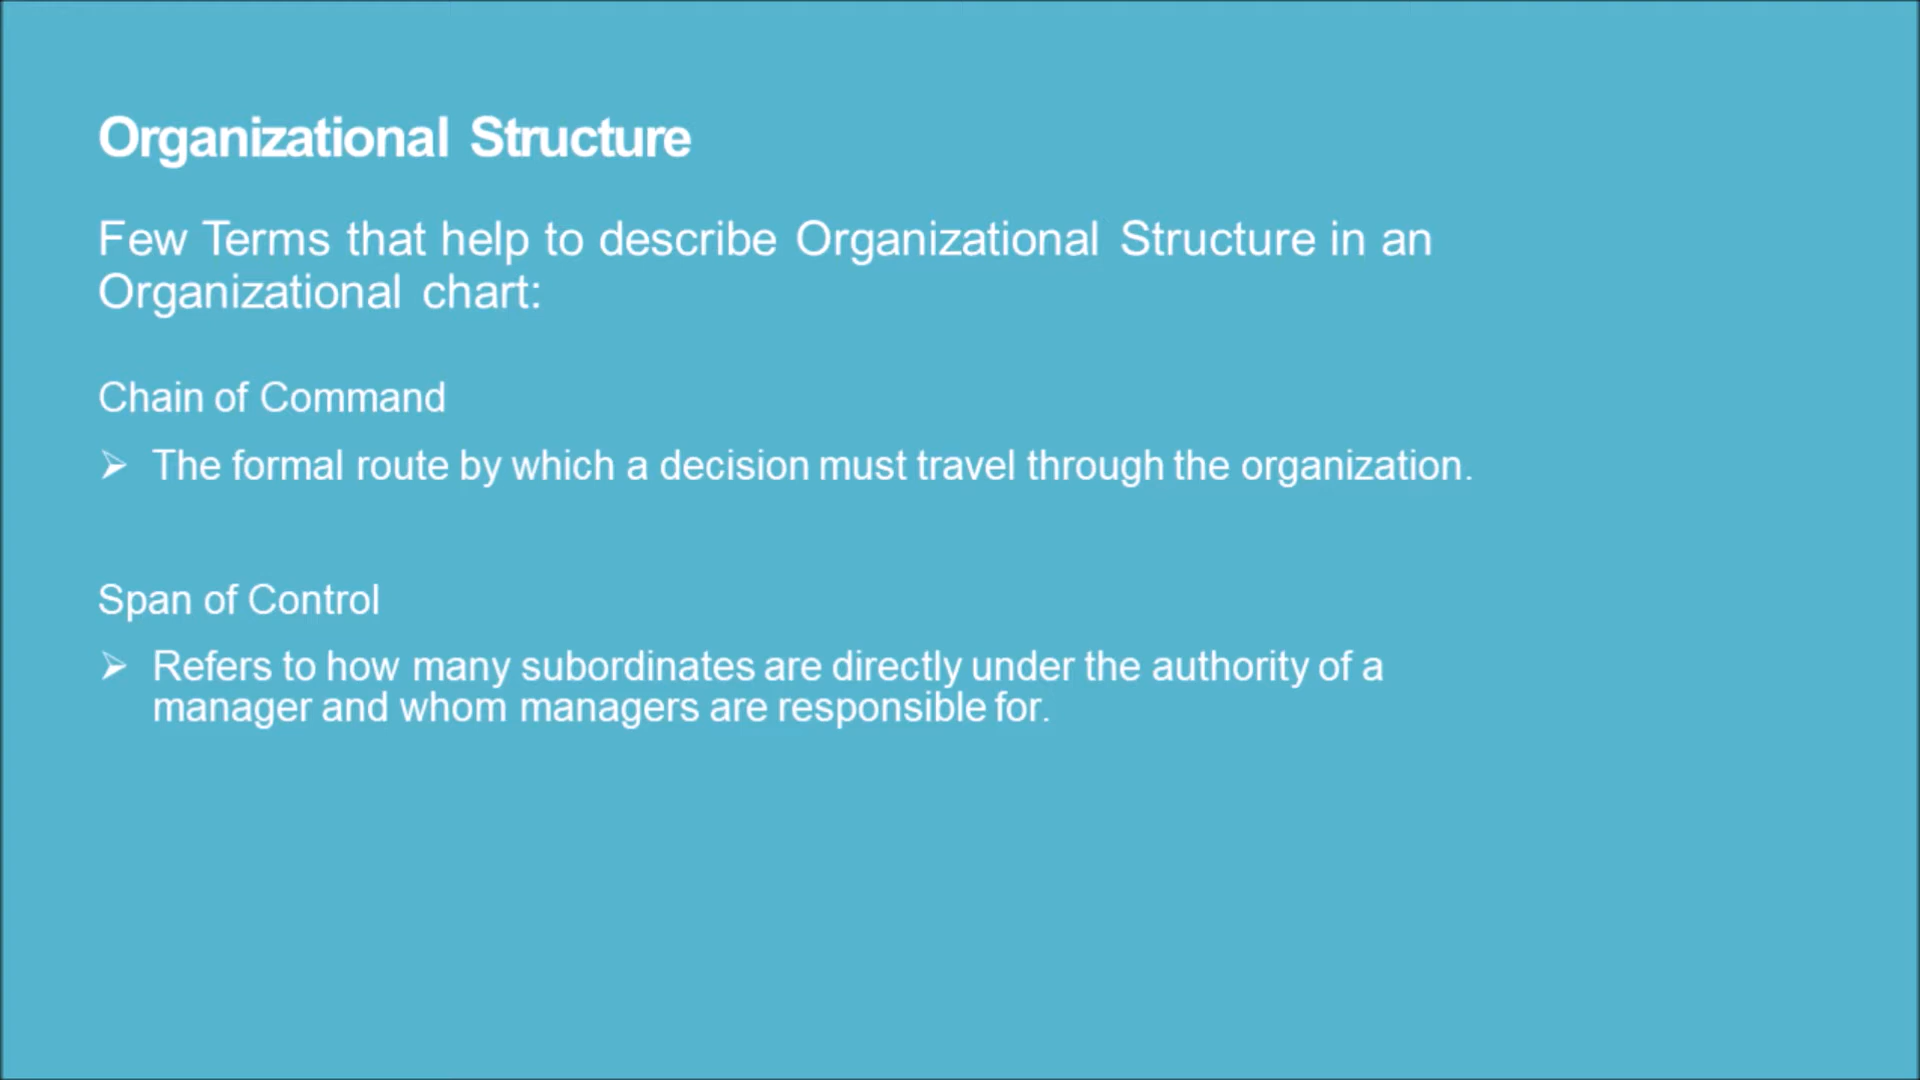 Organizational Structure
Few Terms that help to describe Organizational Structure in an
Organizational chart:
Chain of Command
➢ The formal route by which a decision must travel through the organization.
Span of Control
➢ Refers to how many subordinates are directly under the authority of a
manager and whom managers are responsible for.